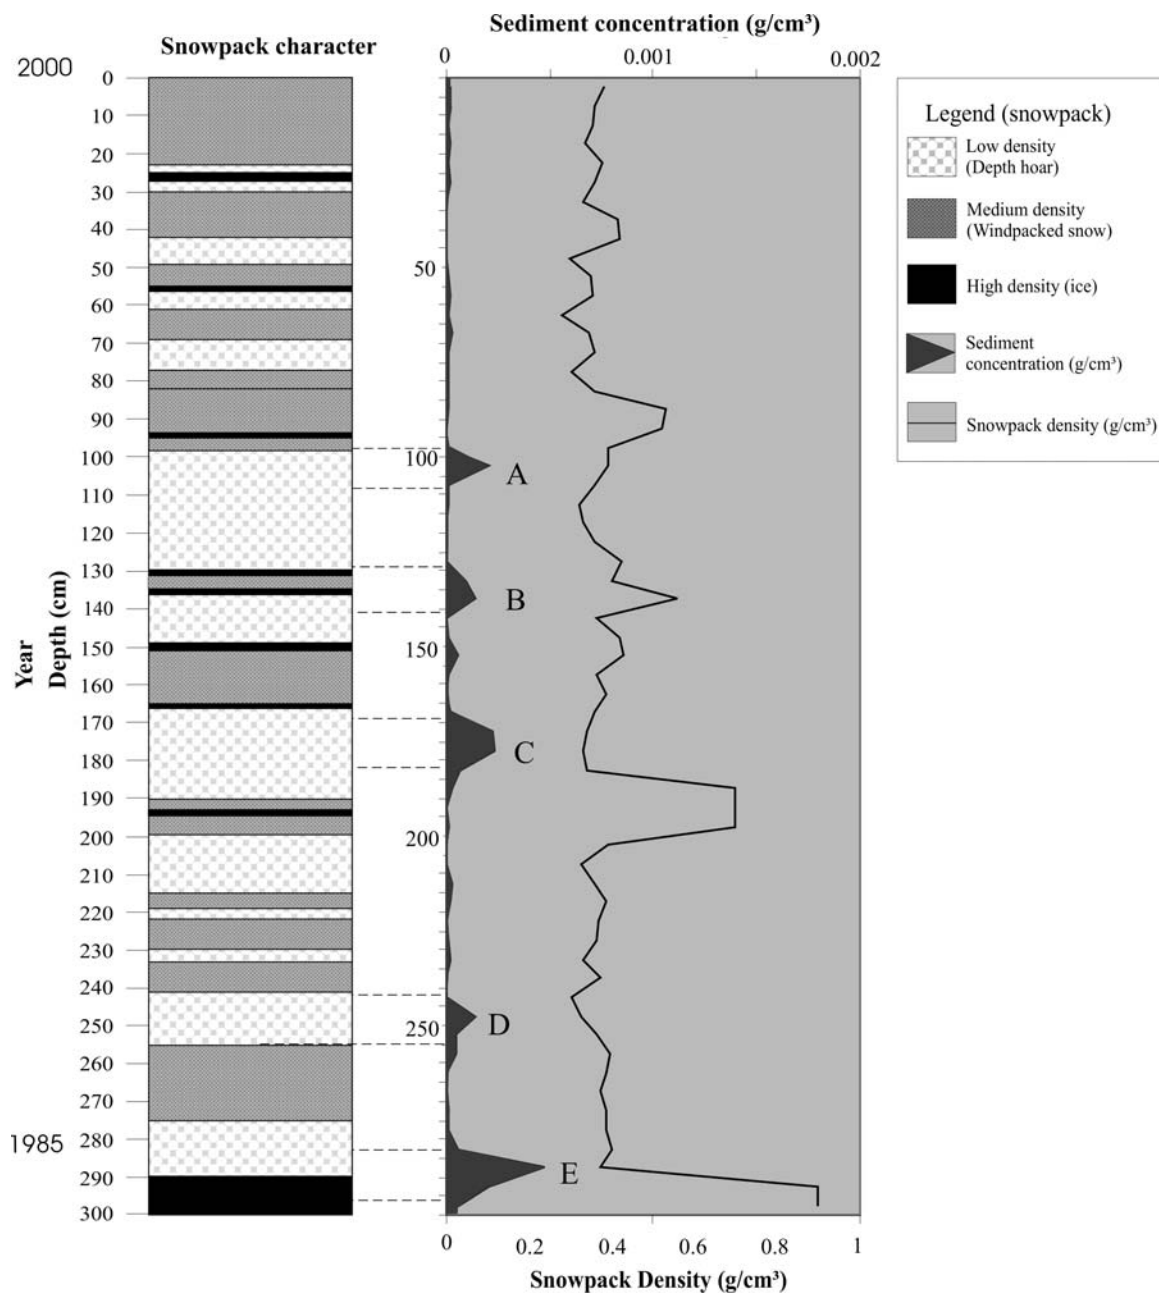 Sediment concentration (g/cm³)
Snowpack character
0 0.001 0.002
2000
0
10
20
30
40
50
60
70
80
90
100
110
120
130
140
150
160
170
180
190
200
210
220
230
240
250
260
270
280
290
300
1985
Year
Depth (cm)
50
100
150
200
250
A
B
C
D
E
0 0.2 0.4 0.6 0.8 1
Snowpack Density (g/cm³)
Legend (snowpack)
Low density
(Depth hoar)
Medium density
(Windpacked snow)
High density (ice)
Sediment
concentration (g/cm³)
Snowpack density (g/cm³)